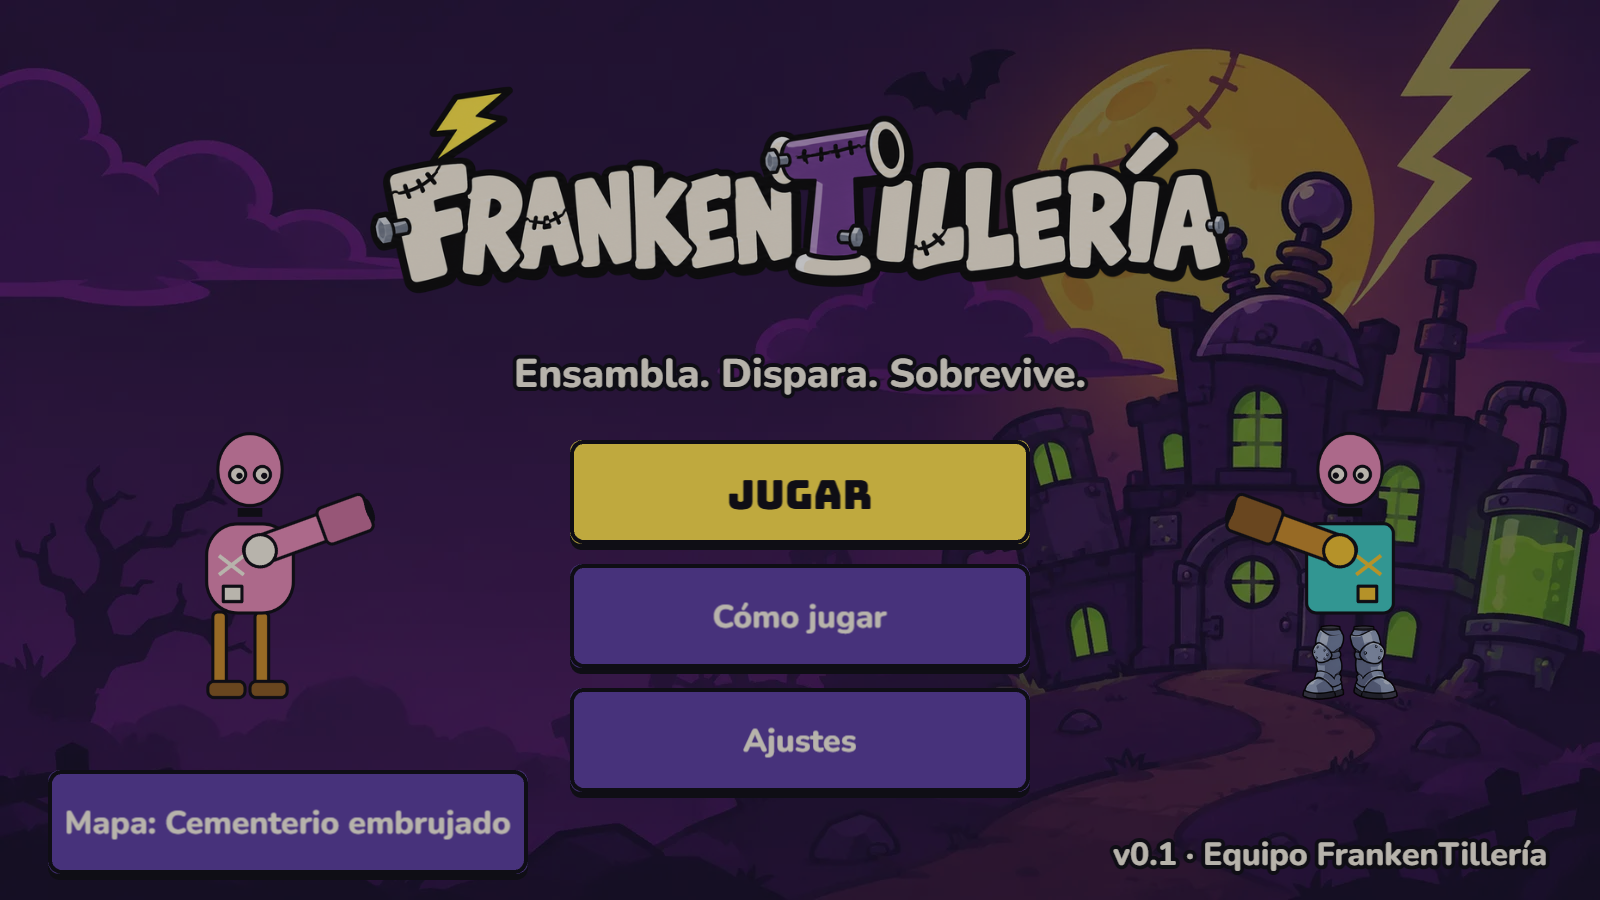 FRANKENTILLERÍA
Ensambla. Dispara. Sobrevive.
JUGAR
Cómo jugar
Ajustes
Mapa: Cementerio embrujado
v0.1 · Equipo FrankenTillería